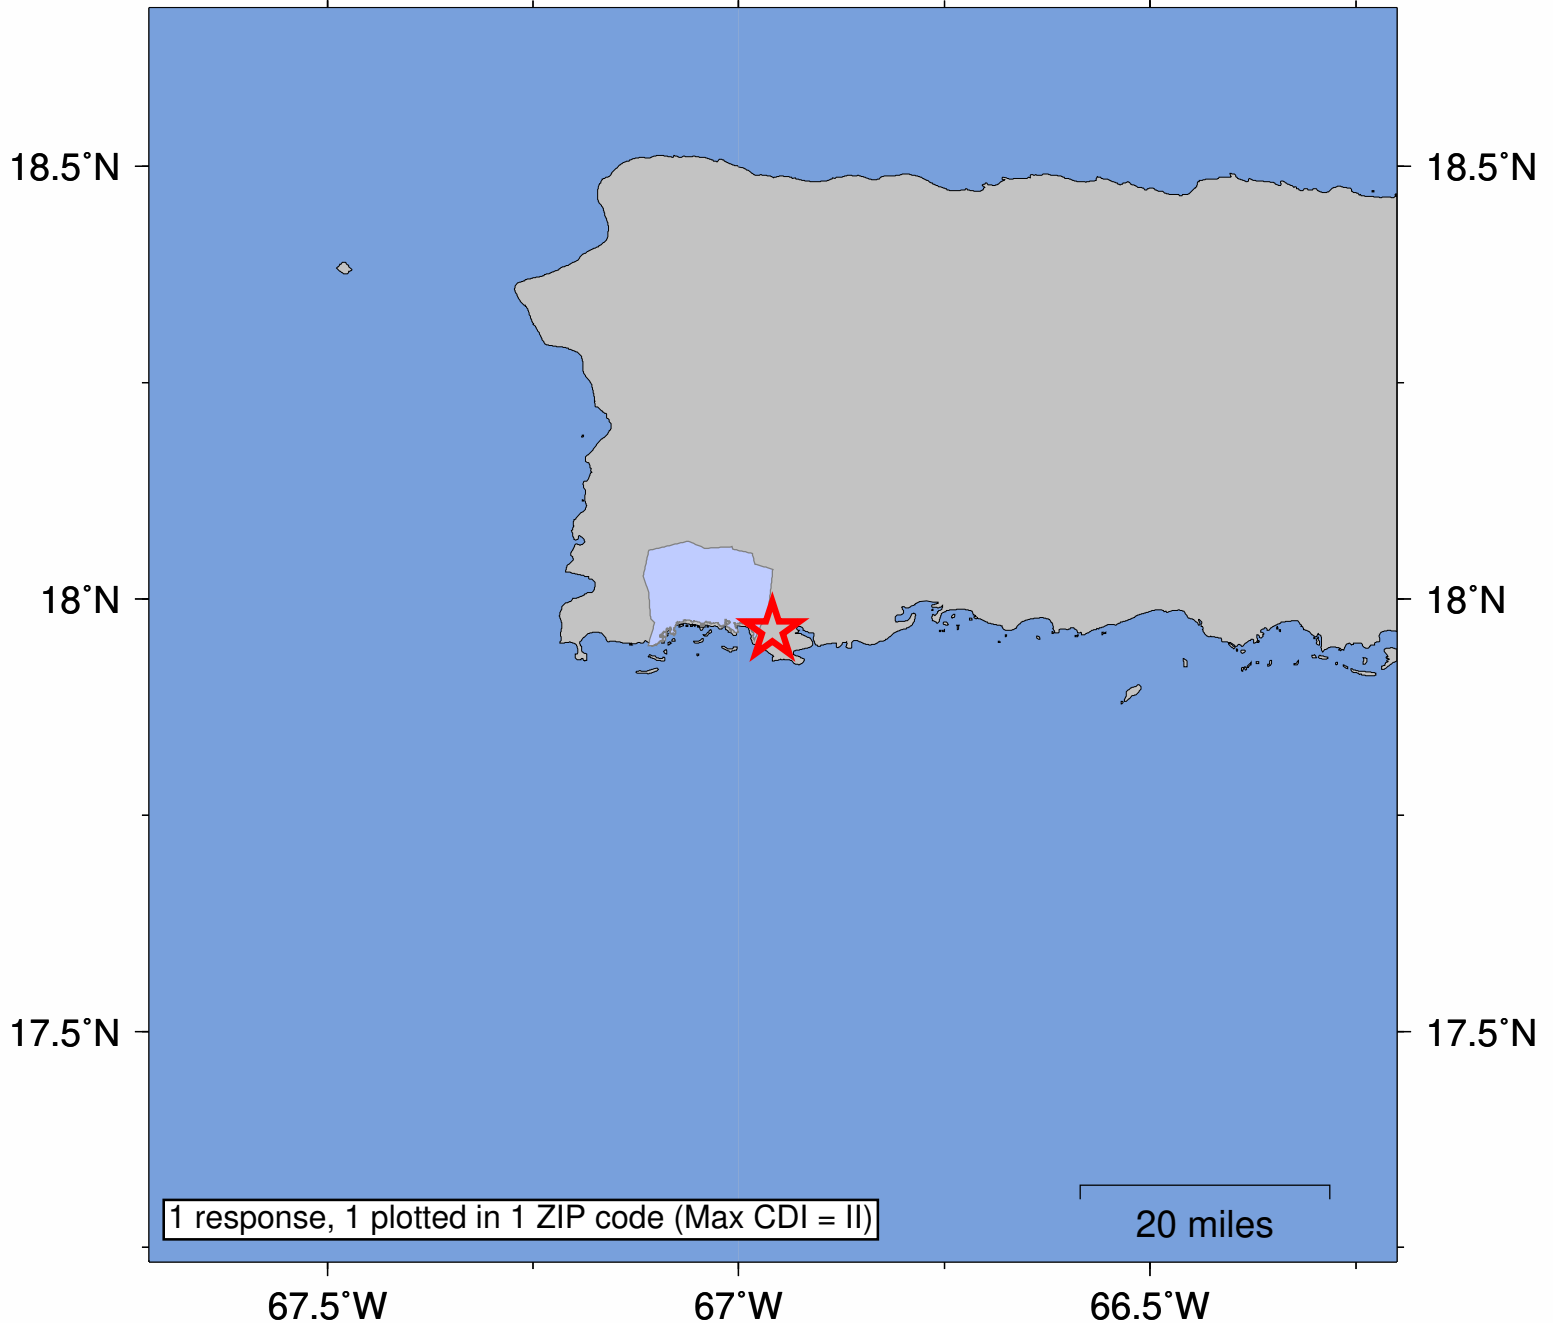 18.5˚N
18.5˚N
18˚N
18˚N
17.5˚N
17.5˚N
1 response, 1 plotted in 1 ZIP code (Max CDI = II)
20 miles
67.5˚W
67˚W
66.5˚W